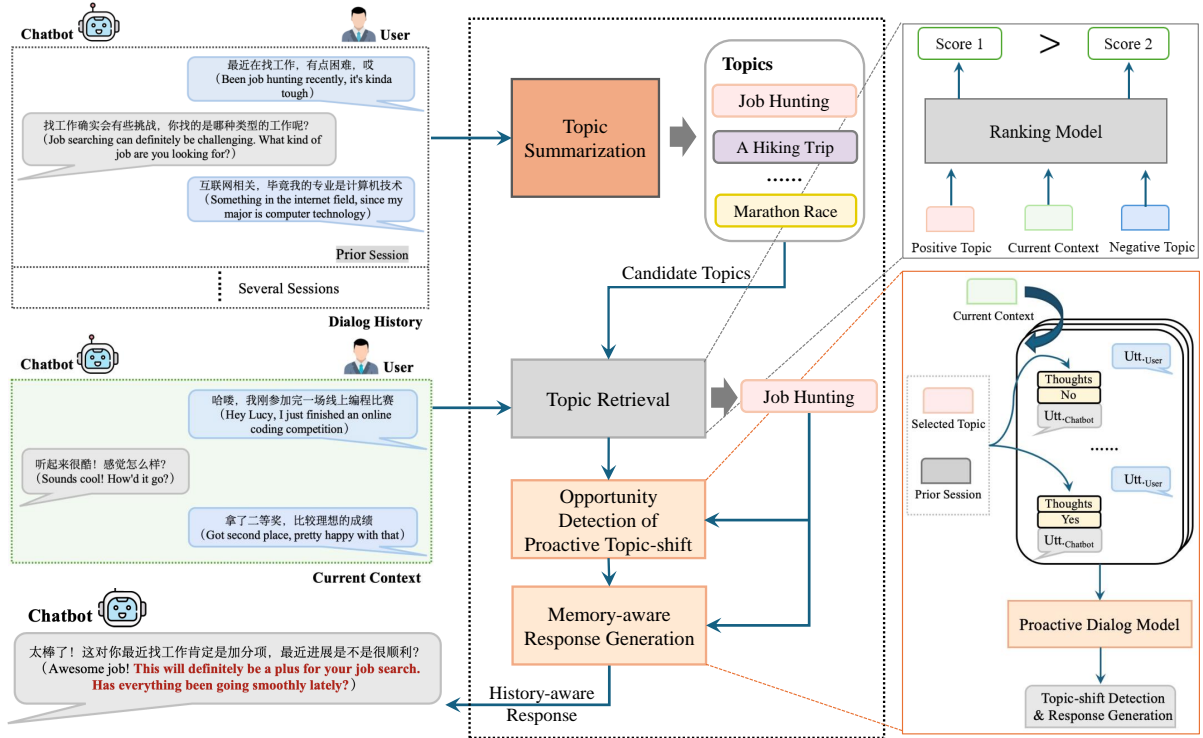 Chatbot
User
最近在找工作，有点困难，哎
(Been job hunting recently, it's kinda
tough)
找工作确实会有些挑战，你找的是哪种类型的工作呢？
(Job searching can definitely be challenging. What kind of
job are you looking for?)
互联网相关，毕竟我的专业是计算机技术
(Something in the internet field, since my
major is computer technology)
Prior Session
Several Sessions
Dialog History
Chatbot
User
哈喽，我刚参加完一场线上编程比赛
(Hey Lucy, I just finished an online
coding competition)
听起来很酷！感觉怎么样？
(Sounds cool! How'd it go?)
拿了二等奖，比较理想的成绩
(Got second place, pretty happy with that)
Current Context
Chatbot
太棒了！这对你最近找工作肯定是加分项，最近进展是不是很顺利？
(Awesome job! This will definitely be a plus for your job search.
Has everything been going smoothly lately?)
Topic
Summarization
Topics
Job Hunting
A Hiking Trip
......
Marathon Race
Candidate Topics
Topic Retrieval
Job Hunting
Opportunity
Detection of
Proactive Topic-shift
Memory-aware
Response Generation
History-aware
Response
Score 1
>
Score 2
Ranking Model
Positive Topic
Current Context
Negative Topic
Current Context
Utt.User
Thoughts
No
Utt.Chatbot
......
Utt.User
Thoughts
Yes
Utt.Chatbot
Selected Topic
Prior Session
Proactive Dialog Model
Topic-shift Detection
& Response Generation